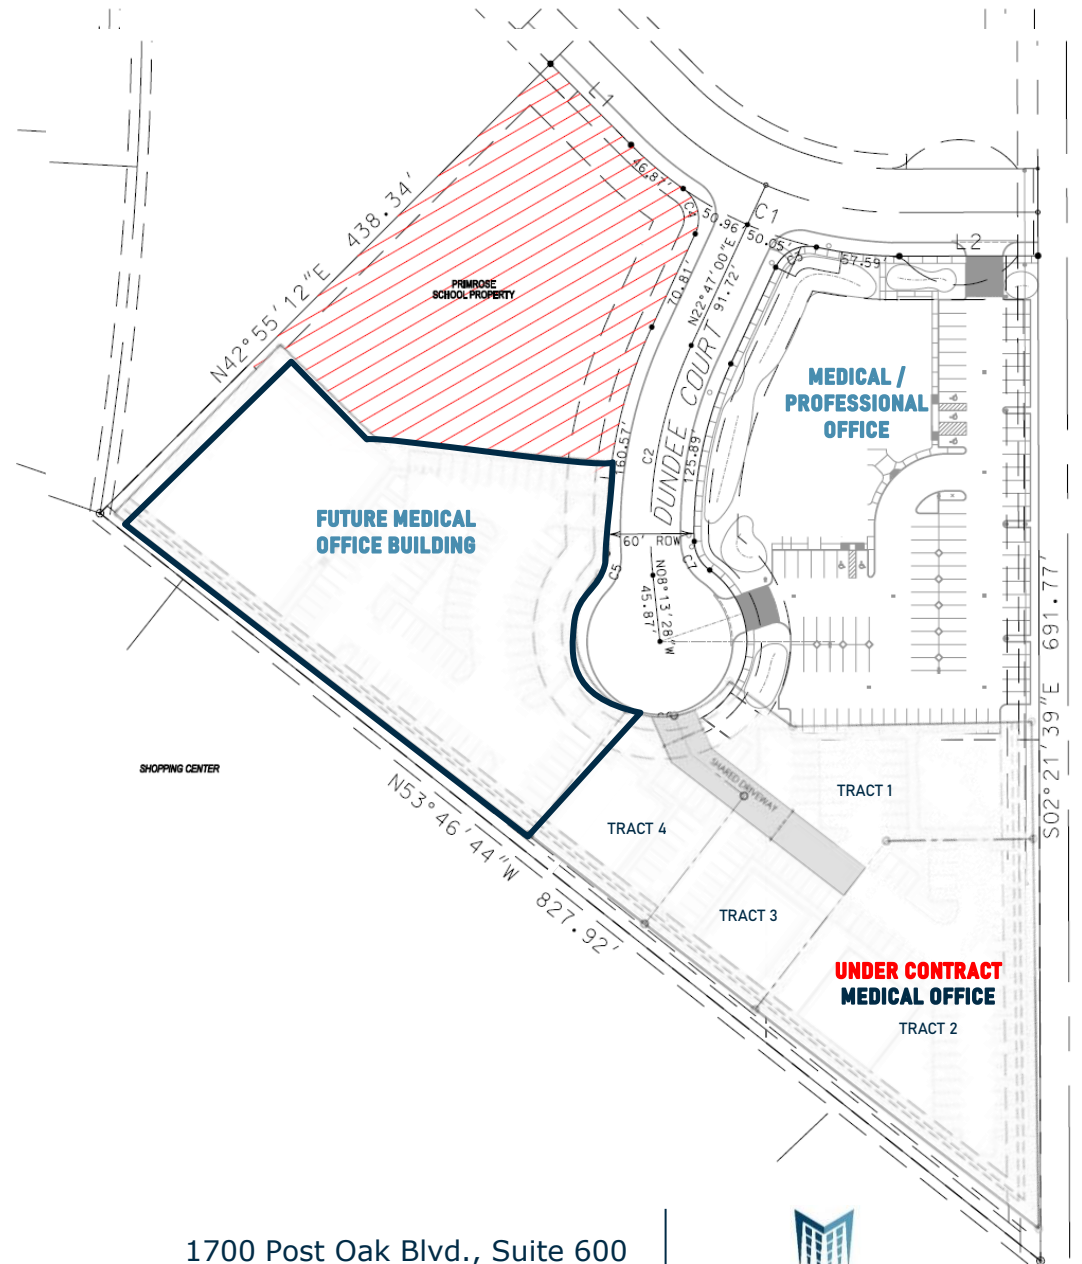 L1
438.34'
N42°55'12"E
46.87'
C4
50.96'
C1
50.05'
C3
57.59'
L2
PRIMROSE
SCHOOL PROPERTY
70.81'
N22°47'00"E
91.72'
DUNDEE COURT
160.57'
C2
125.89'
MEDICAL /
PROFESSIONAL
OFFICE
FUTURE MEDICAL
OFFICE BUILDING
60' ROW
C5
C7
N08°13'28"W
45.87'
S02°21'39"E 691.77'
SHOPPING CENTER
N53°46'44"W 827.92'
SHARED DRIVEWAY
TRACT 1
TRACT 4
TRACT 3
UNDER CONTRACT
MEDICAL OFFICE
TRACT 2
1700 Post Oak Blvd., Suite 600